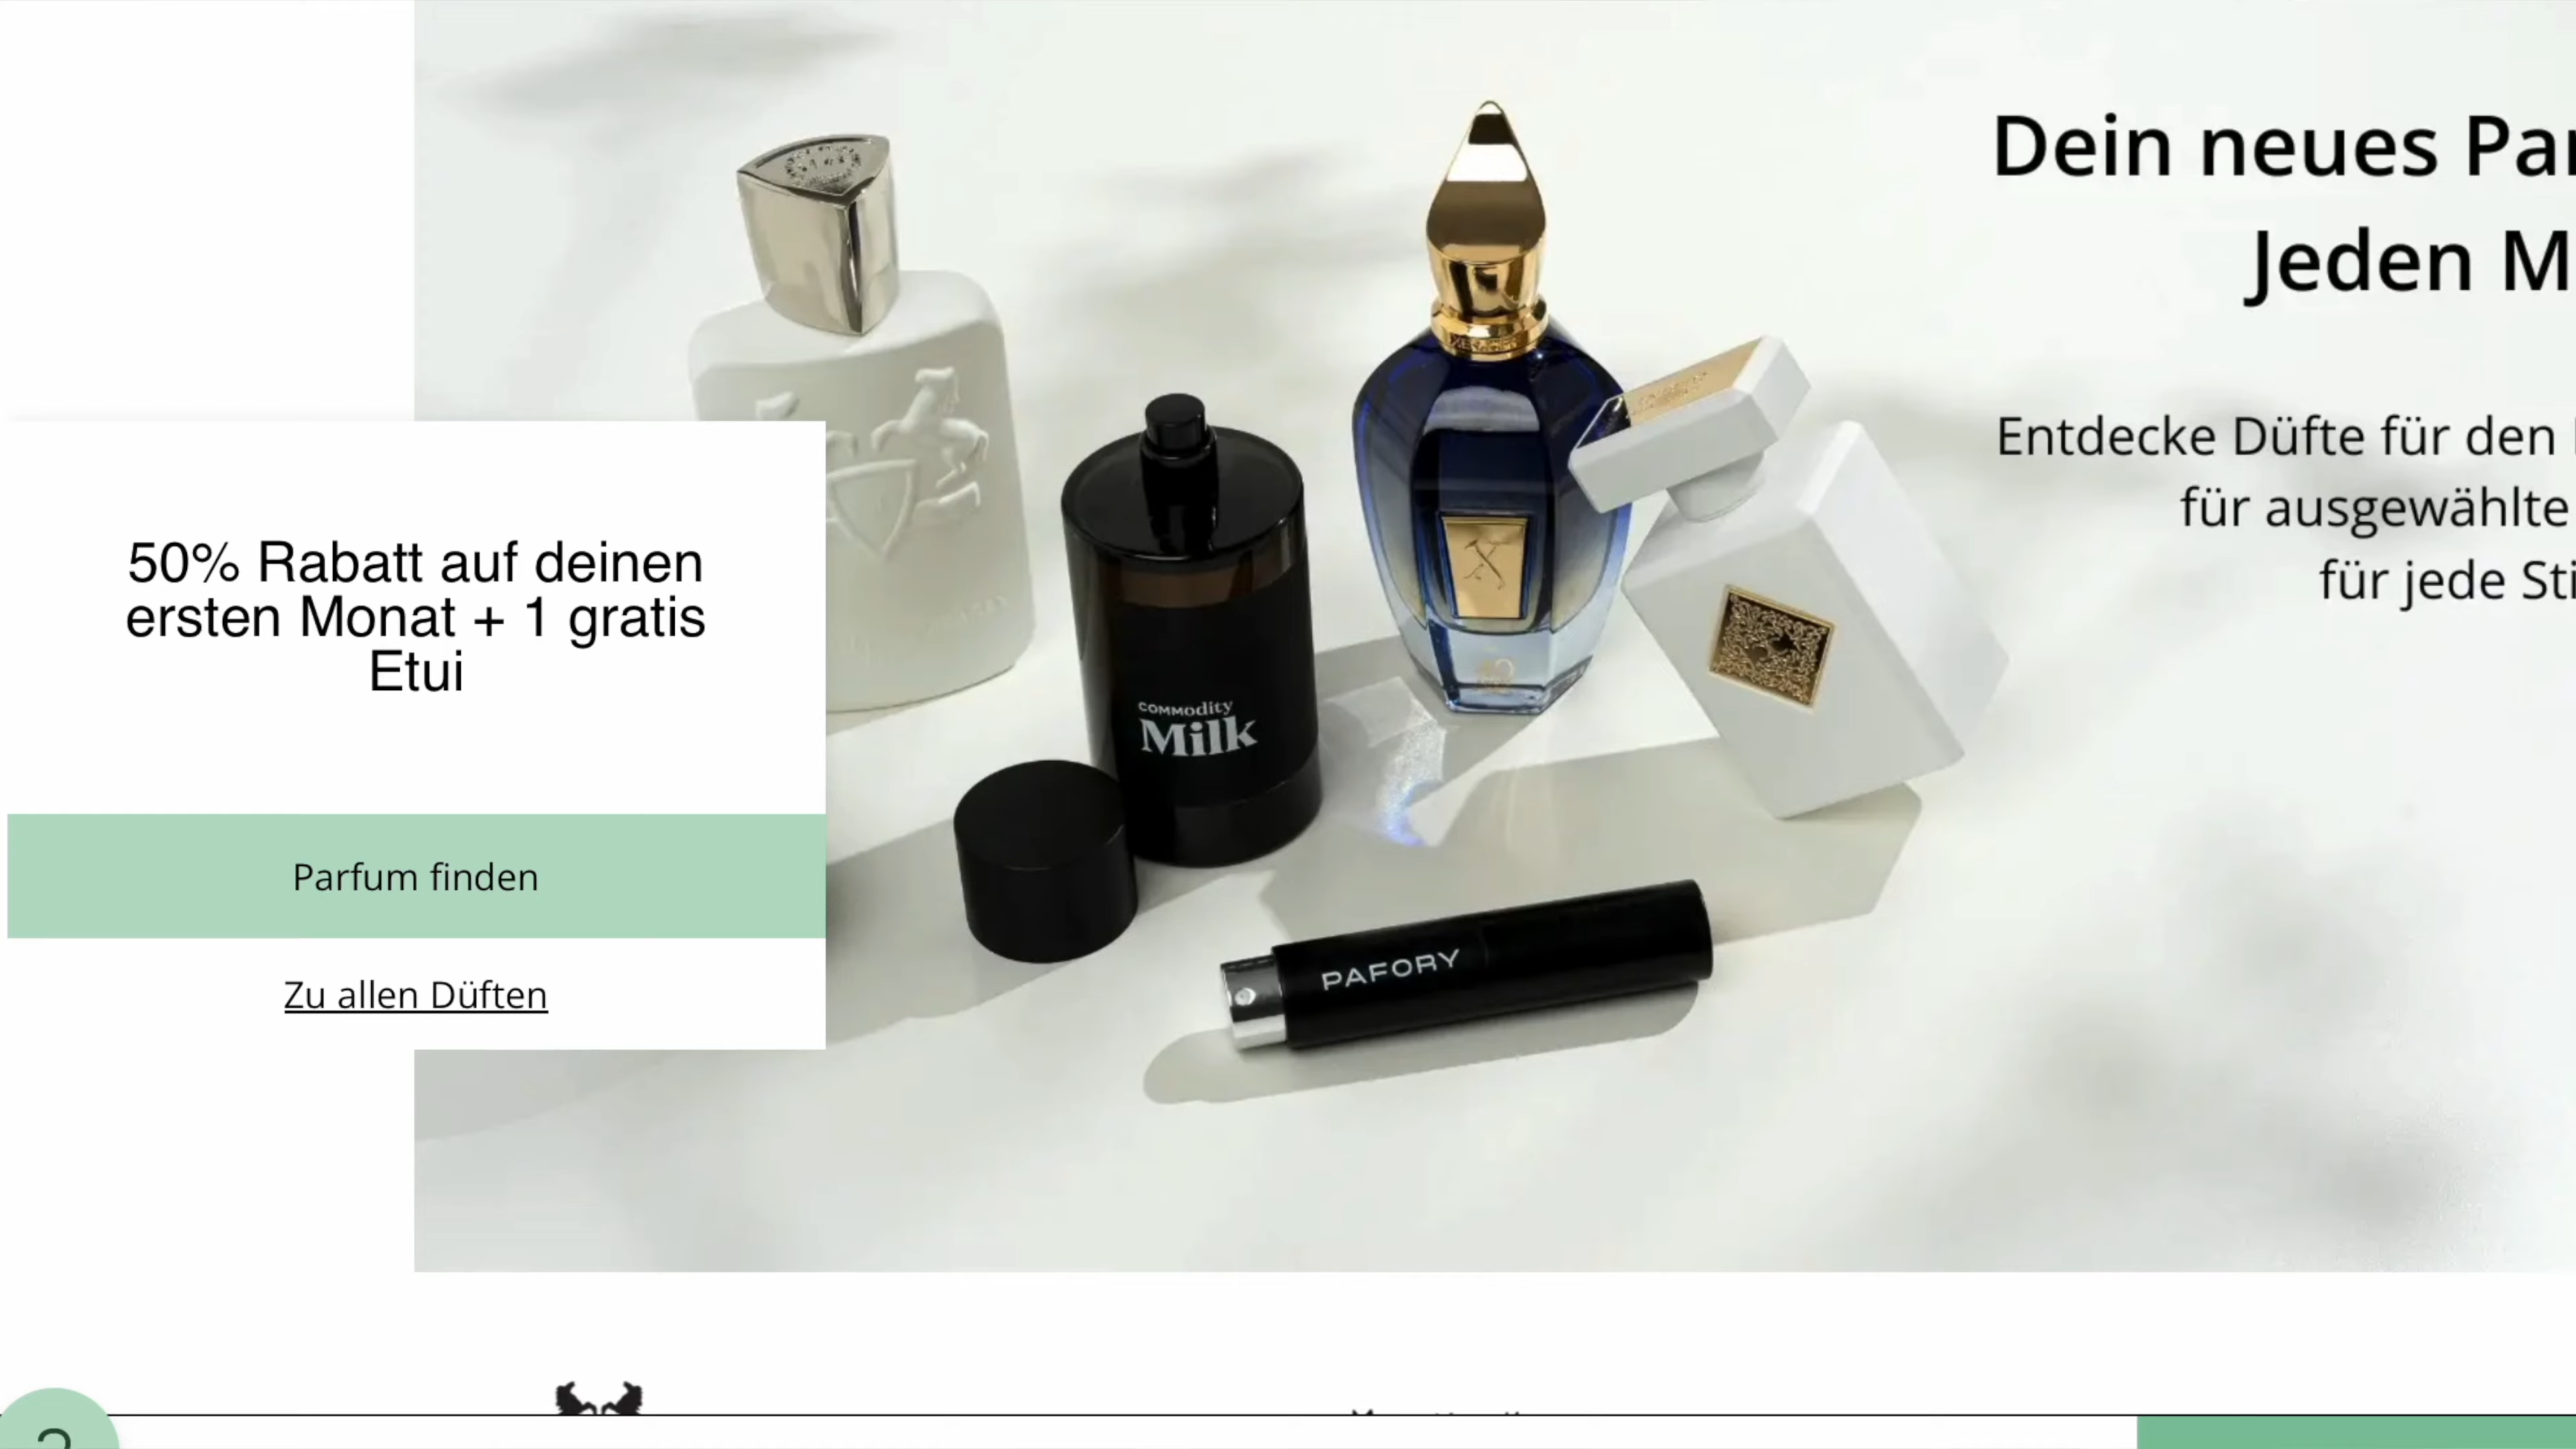 Dein neues Pa
Jeden M
Entdecke Düfte für den
für ausgewählte
für jede Sti
50% Rabatt auf deinen
ersten Monat + 1 gratis
Etui
Parfum finden
Zu allen Düften
COMModity
Milk
PAFORY
?